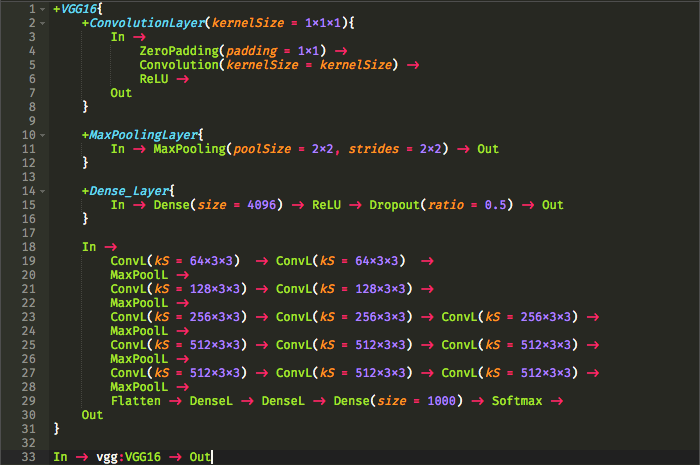 1 +VGG16{
2 +ConvolutionLayer(kernelSize = 1×1×1){
3 In →
4 ZeroPadding(padding = 1×1) →
5 Convolution(kernelSize = kernelSize) →
6 ReLU →
7 Out
8 }
9
10 +MaxPoolingLayer{
11 In → MaxPooling(poolSize = 2×2, strides = 2×2) → Out
12 }
13
14 +Dense_Layer{
15 In → Dense(size = 4096) → ReLU → Dropout(ratio = 0.5) → Out
16 }
17
18 In →
19 ConvL(kS = 64×3×3) → ConvL(kS = 64×3×3) →
20 MaxPoolL →
21 ConvL(kS = 128×3×3) → ConvL(kS = 128×3×3) →
22 MaxPoolL →
23 ConvL(kS = 256×3×3) → ConvL(kS = 256×3×3) → ConvL(kS = 256×3×3) →
24 MaxPoolL →
25 ConvL(kS = 512×3×3) → ConvL(kS = 512×3×3) → ConvL(kS = 512×3×3) →
26 MaxPoolL →
27 ConvL(kS = 512×3×3) → ConvL(kS = 512×3×3) → ConvL(kS = 512×3×3) →
28 MaxPoolL →
29 Flatten → DenseL → DenseL → Dense(size = 1000) → Softmax →
30 Out
31 }
32
33 In → vgg:VGG16 → Out